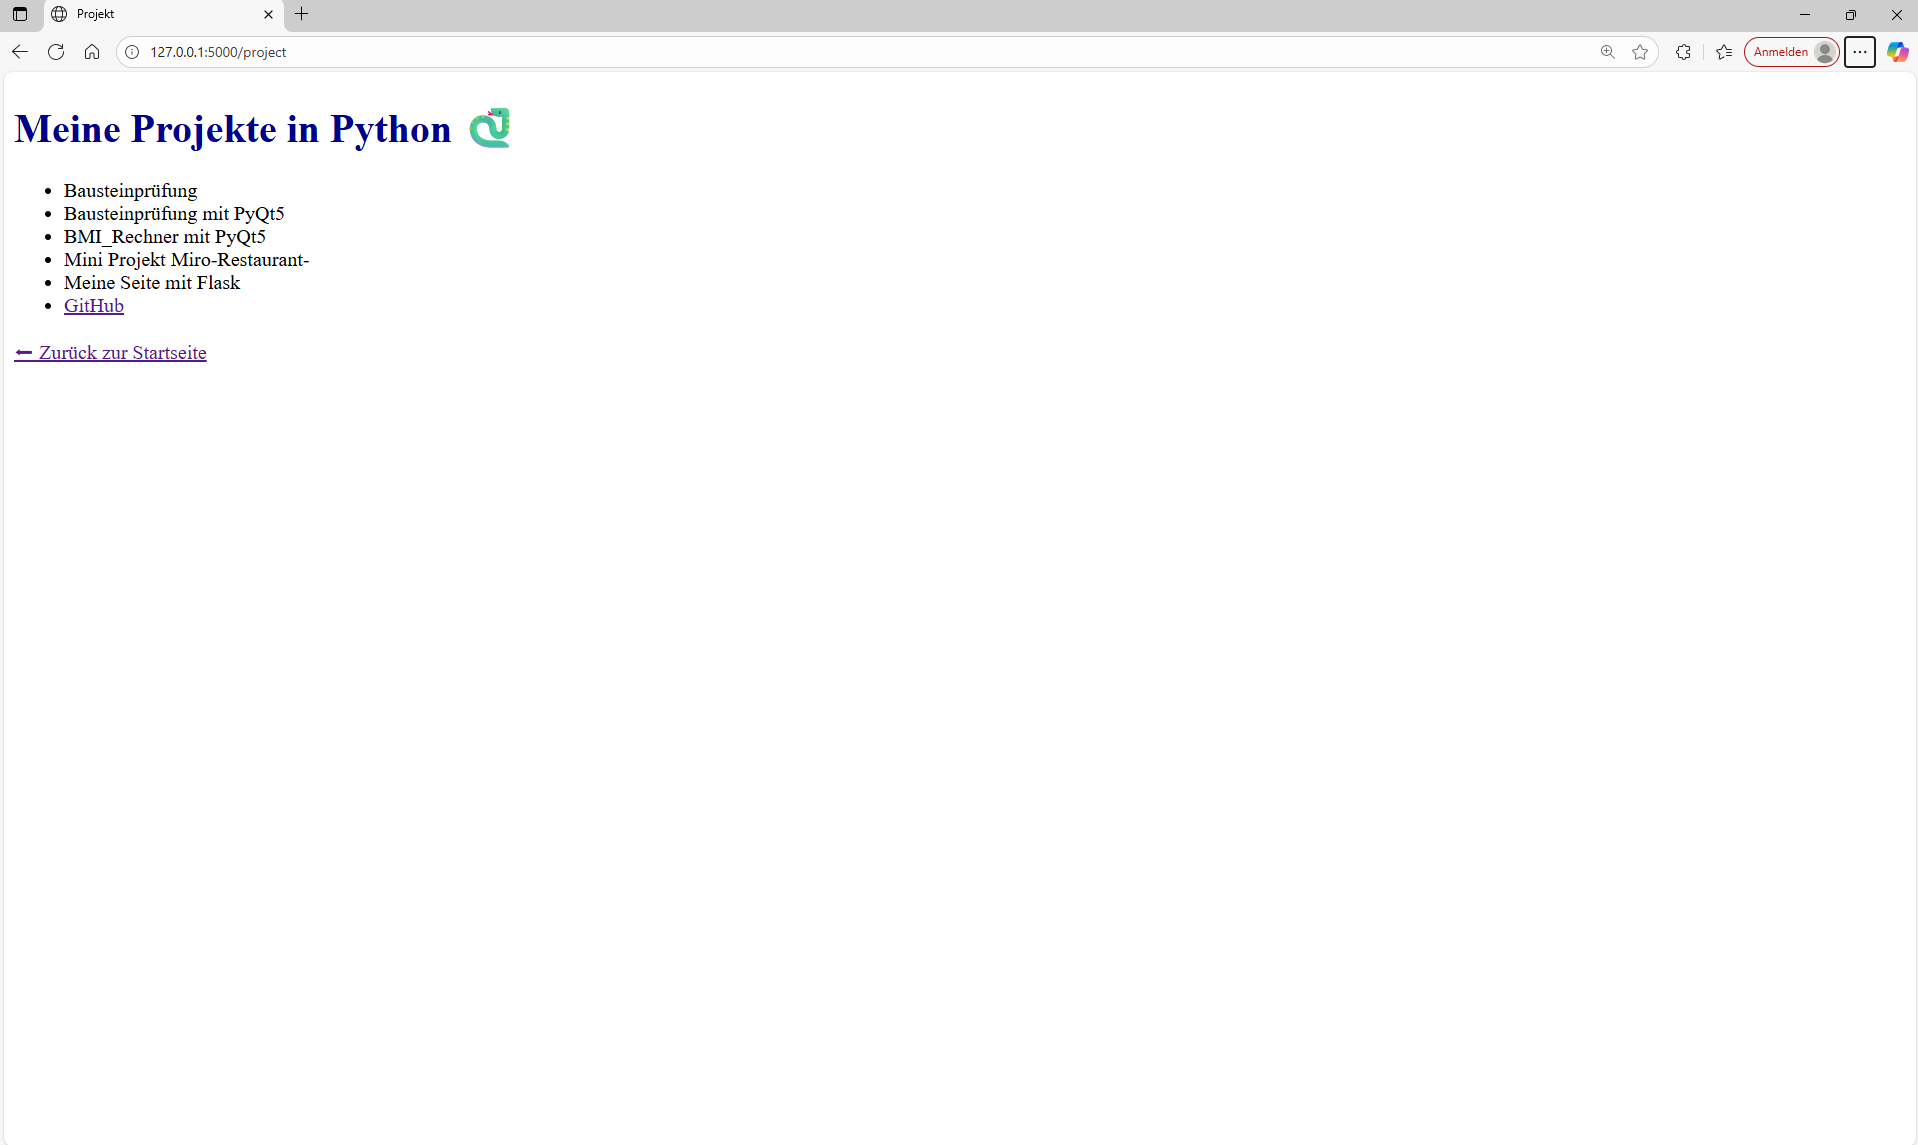 Projekt
127.0.0.1:5000/project
Anmelden
Meine Projekte in Python
Bausteinprüfung
Bausteinprüfung mit PyQt5
BMI_Rechner mit PyQt5
Mini Projekt Miro-Restaurant-
Meine Seite mit Flask
GitHub
← Zurück zur Startseite